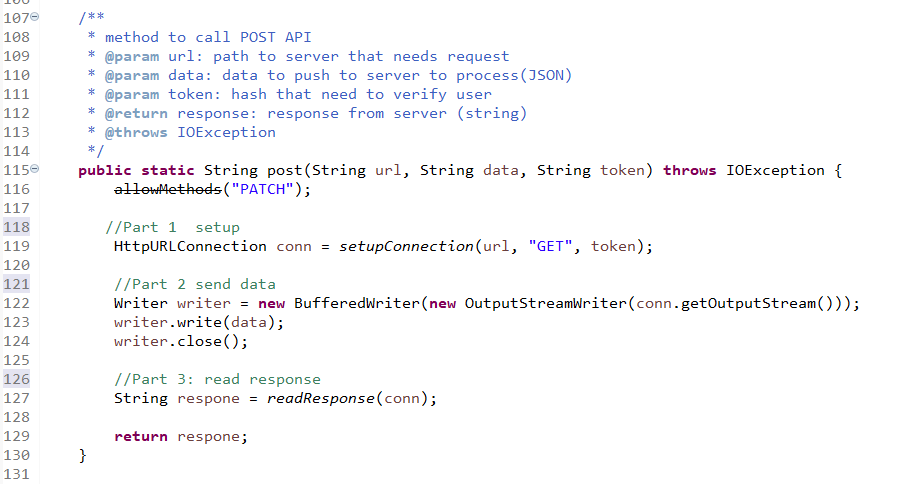 107 /**
108 * method to call POST API
109 * @param url: path to server that needs request
110 * @param data: data to push to server to process(JSON)
111 * @param token: hash that need to verify user
112 * @return response: response from server (string)
113 * @throws IOException
114 */
115 public static String post(String url, String data, String token) throws IOException {
116 allowMethods("PATCH");
117
118 //Part 1  setup
119 HttpURLConnection conn = setupConnection(url, "GET", token);
120
121 //Part 2 send data
122 Writer writer = new BufferedWriter(new OutputStreamWriter(conn.getOutputStream()));
123 writer.write(data);
124 writer.close();
125
126 //Part 3: read response
127 String respone = readResponse(conn);
128
129 return respone;
130 }
131